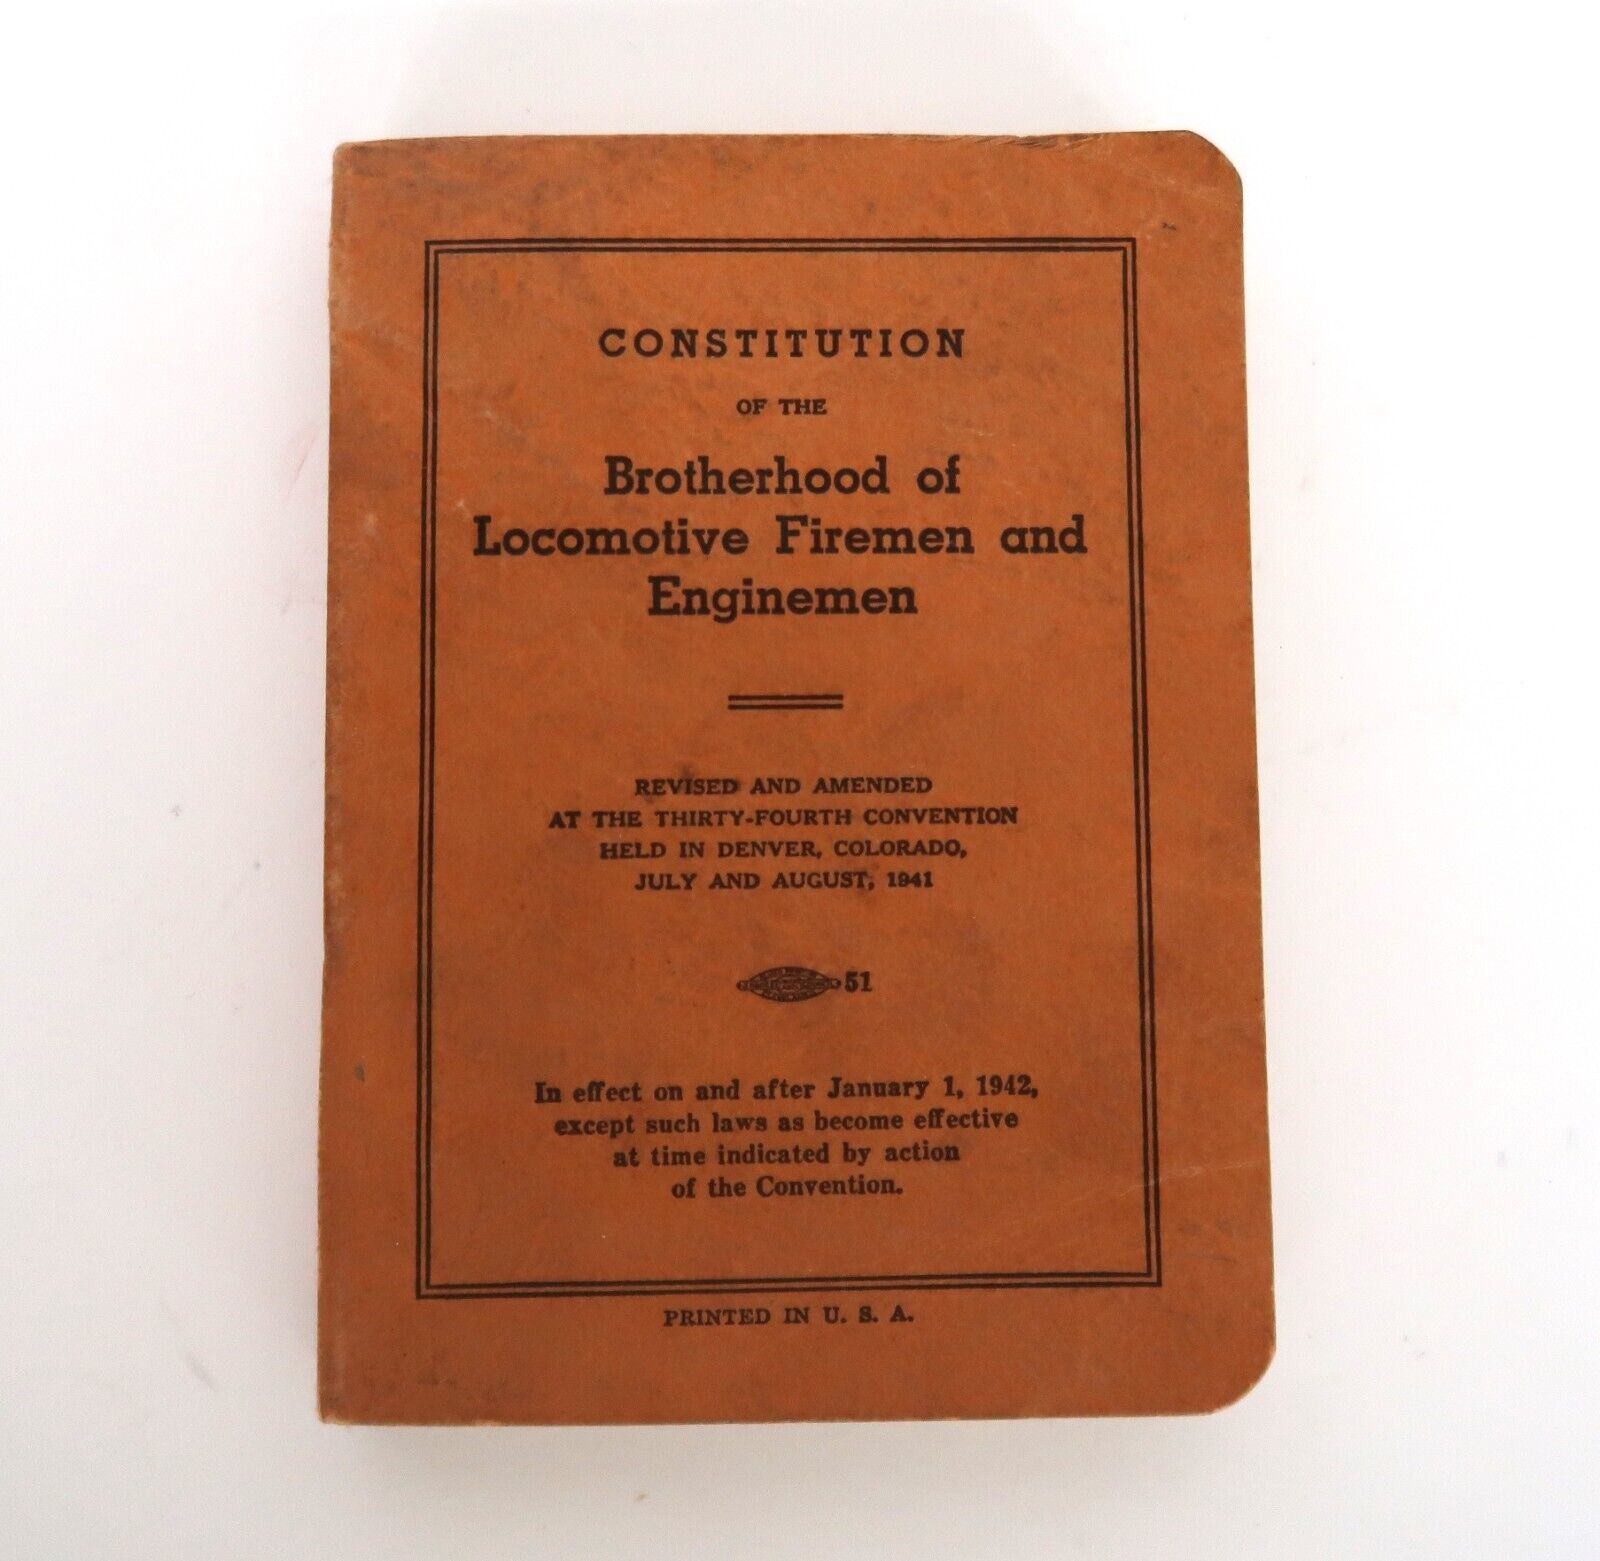 CONSTITUTION
OF THE
Brotherhood of
Locomotive Firemen and
Enginemen
REVISED AND AMENDED
AT THE THIRTY-FOURTH CONVENTION
HELD IN DENVER, COLORADO,
JULY AND AUGUST, 1941
51
In effect on and after January 1, 1942,
except such laws as become effective
at time indicated by action
of the Convention.
PRINTED IN U. S. A.